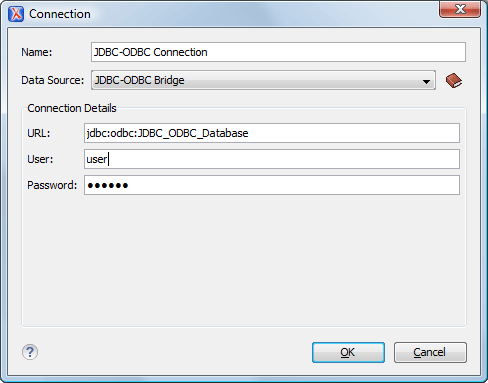 Connection
Name: JDBC-ODBC Connection
Data Source: JDBC-ODBC Bridge
Connection Details
URL: jdbc:odbc:JDBC_ODBC_Database
User: user
Password: ●●●●●●
? OK Cancel